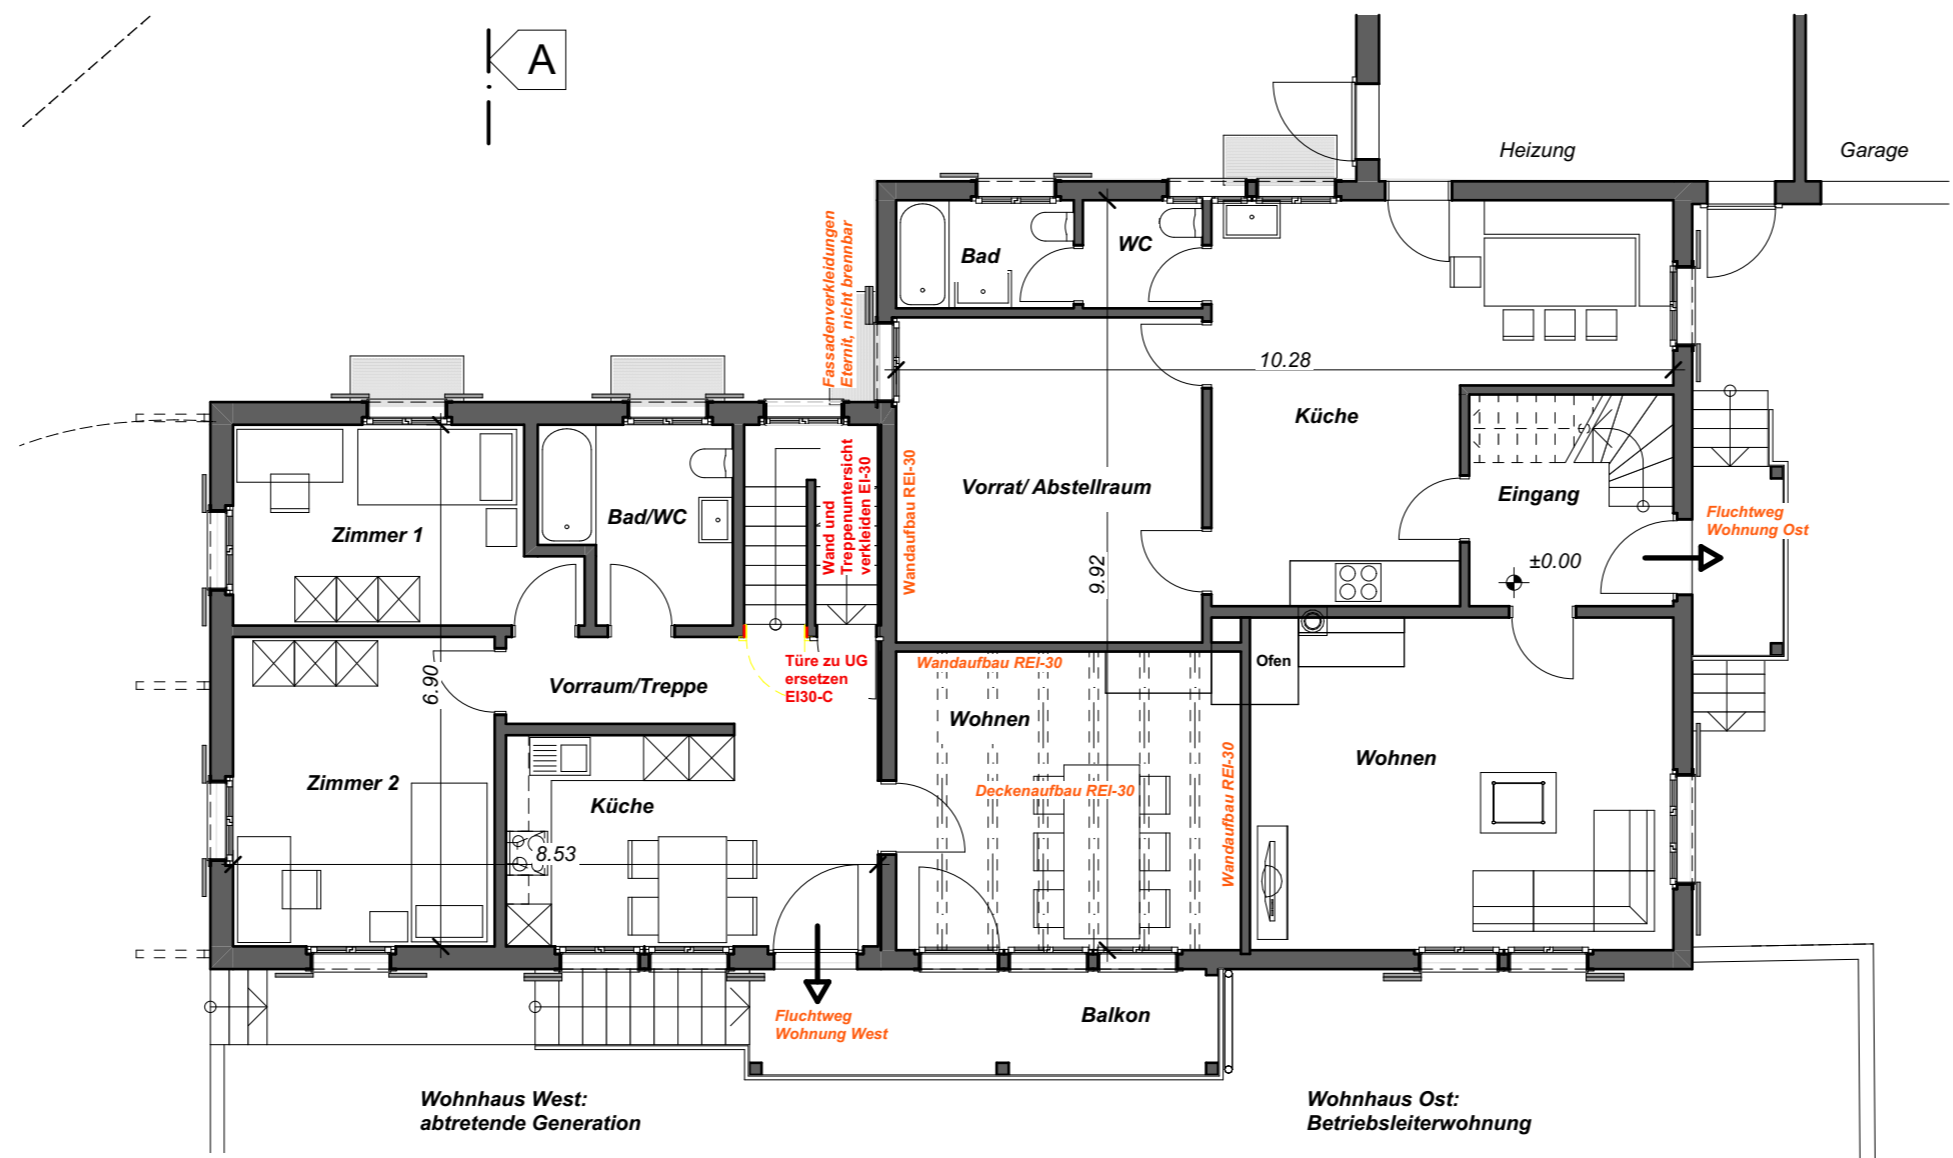 A
Heizung
Garage
Fassadenverkleidungen
Eternit, nicht brennbar
Bad
WC
10.28
Küche
Wand und
Treppenuntersicht
verkleiden EI-30
Wandaufbau REI-30
Vorrat/ Abstellraum
Eingang
Zimmer 1
Bad/WC
Fluchtweg
Wohnung Ost
±0.00
9.92
6.90
Vorraum/Treppe
Türe zu UG
ersetzen
EI30-C
Wandaufbau REI-30
Ofen
Wohnen
Wohnen
Zimmer 2
Küche
Deckenaufbau REI-30
Wandaufbau REI-30
8.53
Fluchtweg
Wohnung West
Balkon
Wohnhaus West:
abtretende Generation
Wohnhaus Ost:
Betriebsleiterwohnung